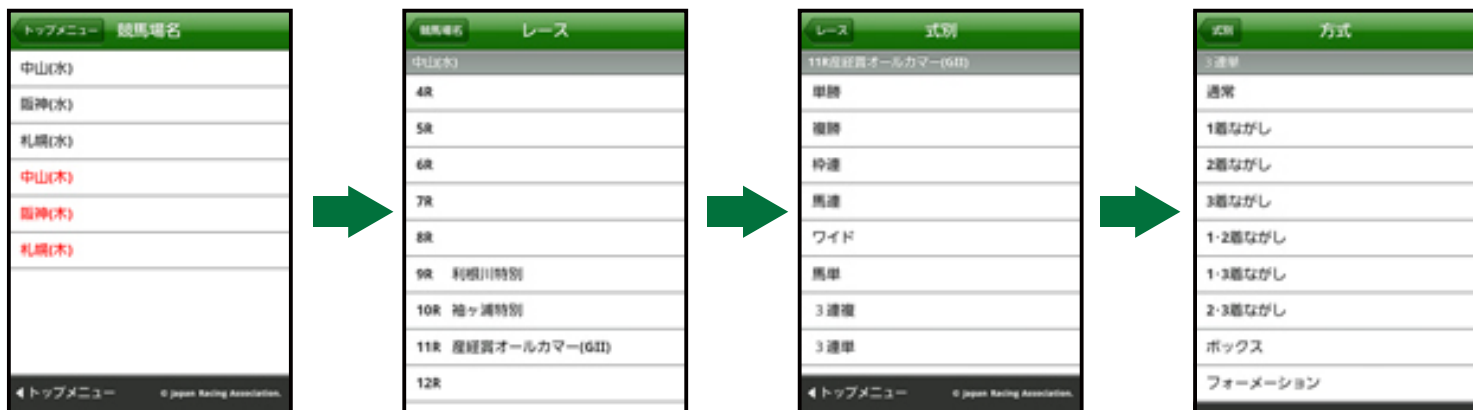 トップメニュー 競馬場名
中山(水)
阪神(水)
札幌(水)
中山(木)
阪神(木)
札幌(木)
トップメニュー © Japan Racing Association.
競馬場名 レース
中山(水)
4R
5R
6R
7R
8R
9R 利根川特別
10R 袖ヶ浦特別
11R 産経賞オールカマー(GII)
12R
レース 式別
11R産経賞オールカマー(GII)
単勝
複勝
枠連
馬連
ワイド
馬単
3連複
3連単
トップメニュー © Japan Racing Association.
式別 方式
3連単
通常
1着ながし
2着ながし
3着ながし
1·2着ながし
1·3着ながし
2·3着ながし
ボックス
フォーメーション